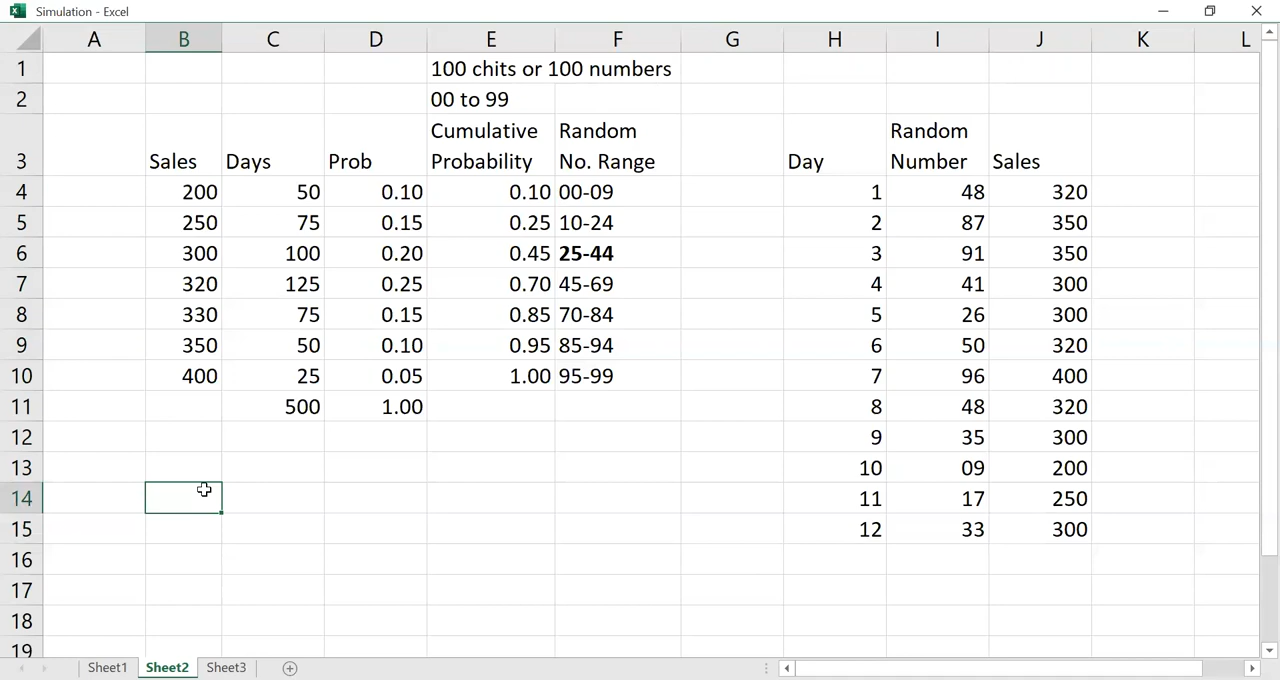 Simulation - Excel
A B C D E F G H I J K L
1 100 chits or 100 numbers
2 00 to 99
Cumulative Random Random
3 Sales Days Prob Probability No. Range Day Number Sales
4 200 50 0.10 0.10 00-09 1 48 320
5 250 75 0.15 0.25 10-24 2 87 350
6 300 100 0.20 0.45 25-44 3 91 350
7 320 125 0.25 0.70 45-69 4 41 300
8 330 75 0.15 0.85 70-84 5 26 300
9 350 50 0.10 0.95 85-94 6 50 320
10 400 25 0.05 1.00 95-99 7 96 400
11 500 1.00 8 48 320
12 9 35 300
13 10 09 200
14 11 17 250
15 12 33 300
16
17
18
19
Sheet1 Sheet2 Sheet3